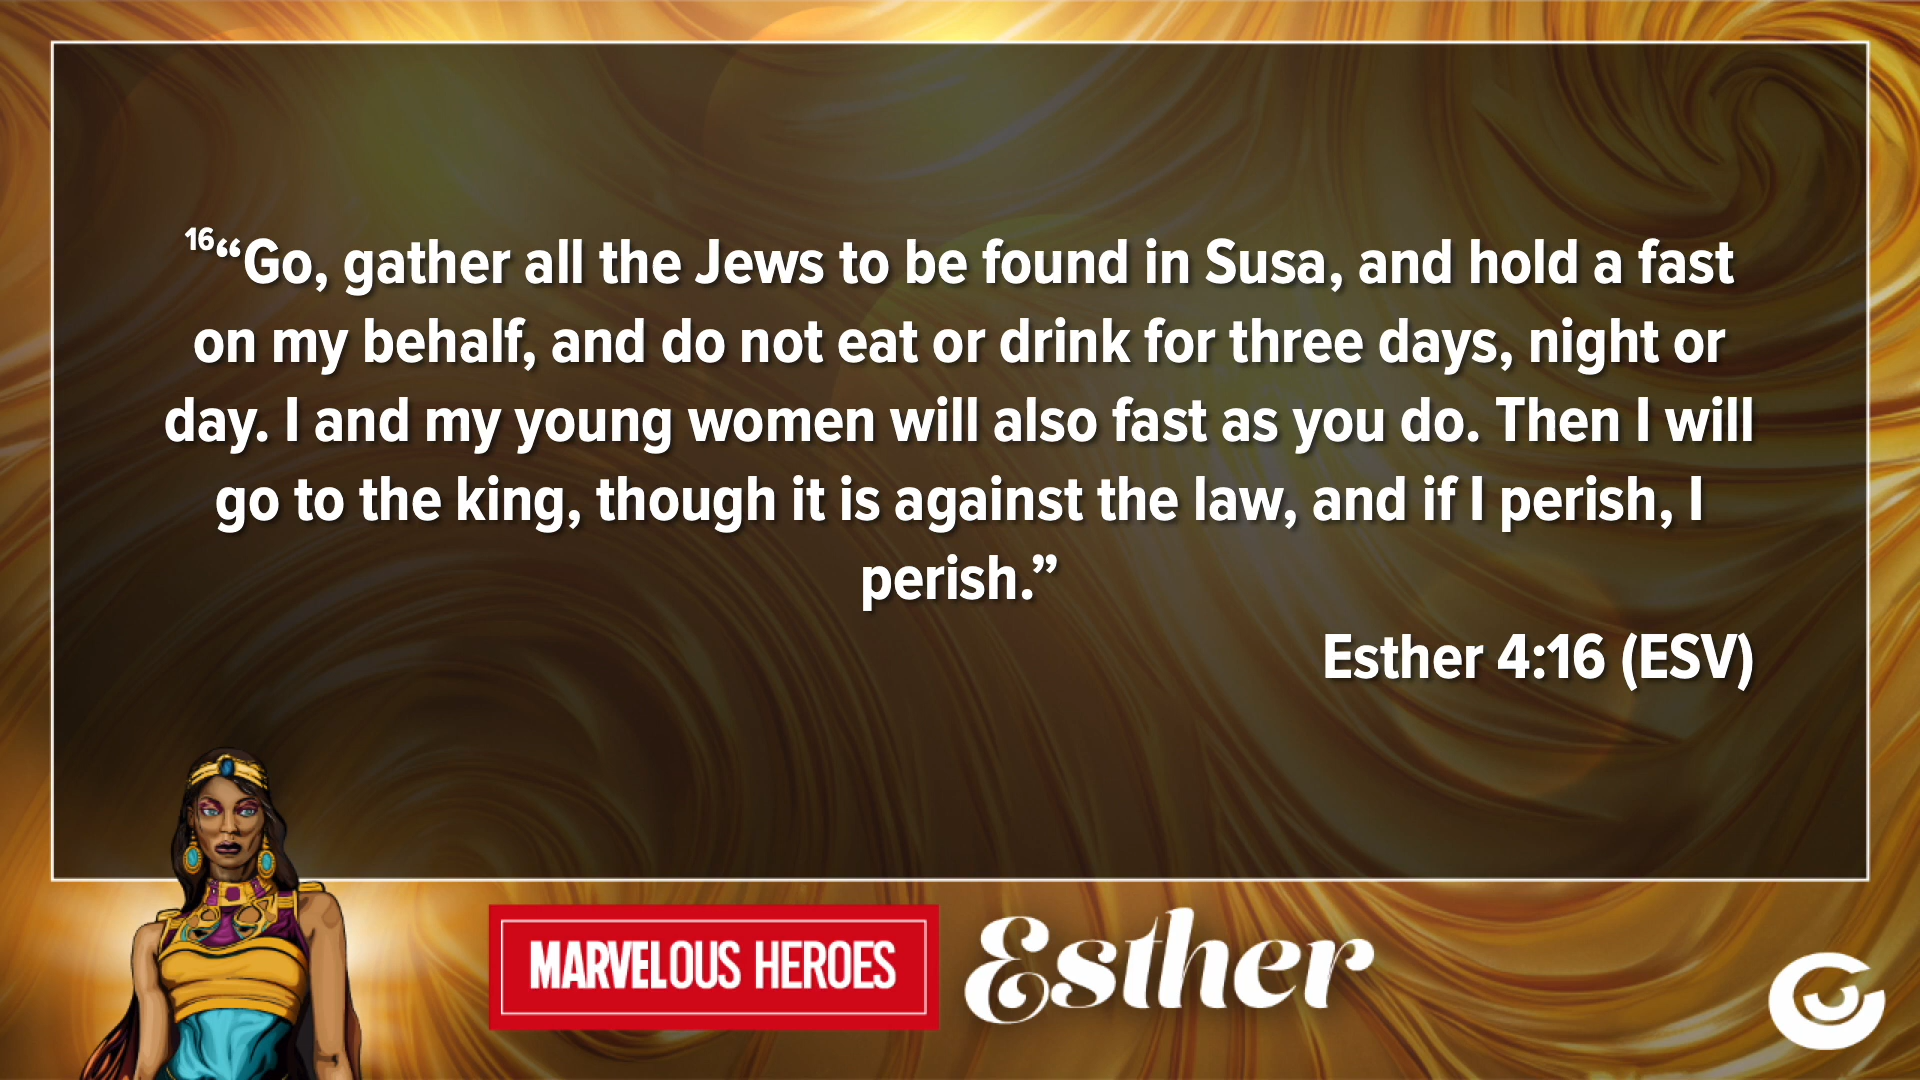 ¹⁶“Go, gather all the Jews to be found in Susa, and hold a fast
on my behalf, and do not eat or drink for three days, night or
day. I and my young women will also fast as you do. Then I will
go to the king, though it is against the law, and if I perish, I
perish.”
Esther 4:16 (ESV)
MARVELOUS HEROES
Esther